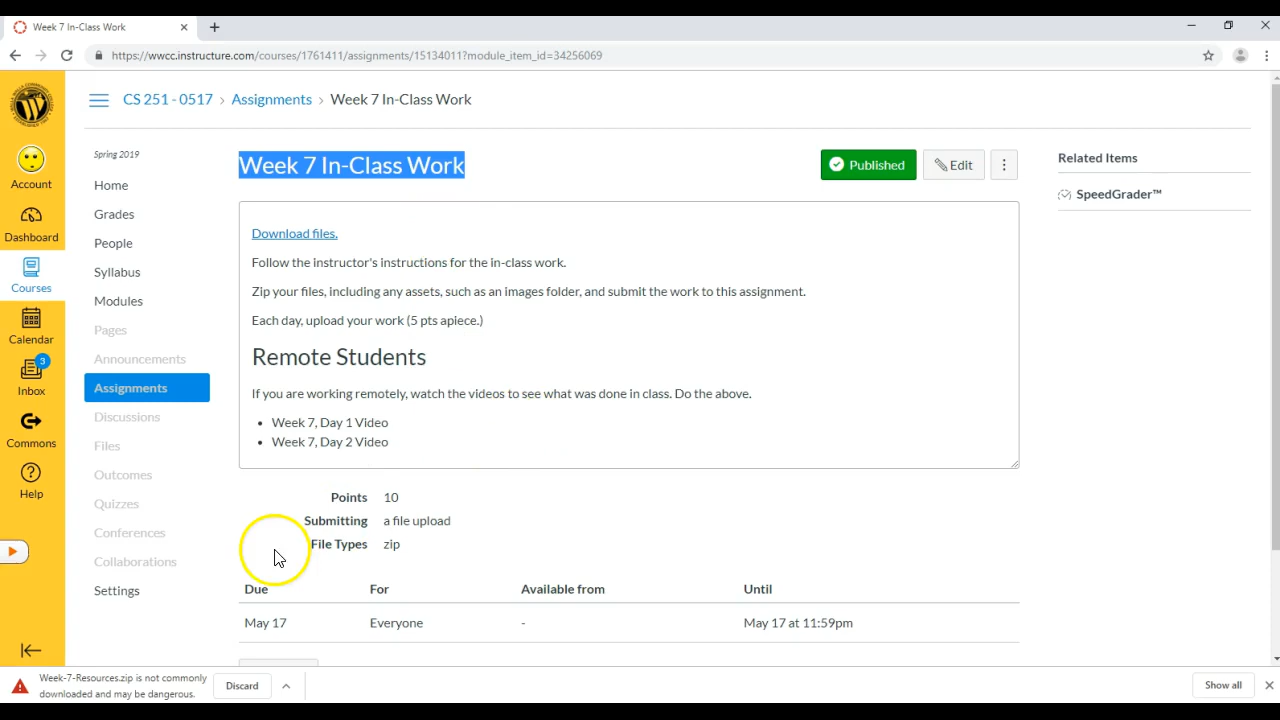 Week 7 In-Class Work
https://wwcc.instructure.com/courses/1761411/assignments/15134011?module_item_id=34256069
CS 251 - 0517 › Assignments › Week 7 In-Class Work
Account
Dashboard
Courses
Calendar
3
Inbox
Commons
Help
Spring 2019
Home
Grades
People
Syllabus
Modules
Pages
Announcements
Assignments
Discussions
Files
Outcomes
Quizzes
Conferences
Collaborations
Settings
Week 7 In-Class Work
Published
Edit
Download files.
Follow the instructor's instructions for the in-class work.
Zip your files, including any assets, such as an images folder, and submit the work to this assignment.
Each day, upload your work (5 pts apiece.)
Remote Students
If you are working remotely, watch the videos to see what was done in class. Do the above.
• Week 7, Day 1 Video
• Week 7, Day 2 Video
Points 10
Submitting a file upload
File Types zip
Due For Available from Until
May 17 Everyone - May 17 at 11:59pm
Related Items
SpeedGrader™
Week-7-Resources.zip is not commonly
downloaded and may be dangerous.
Discard
Show all